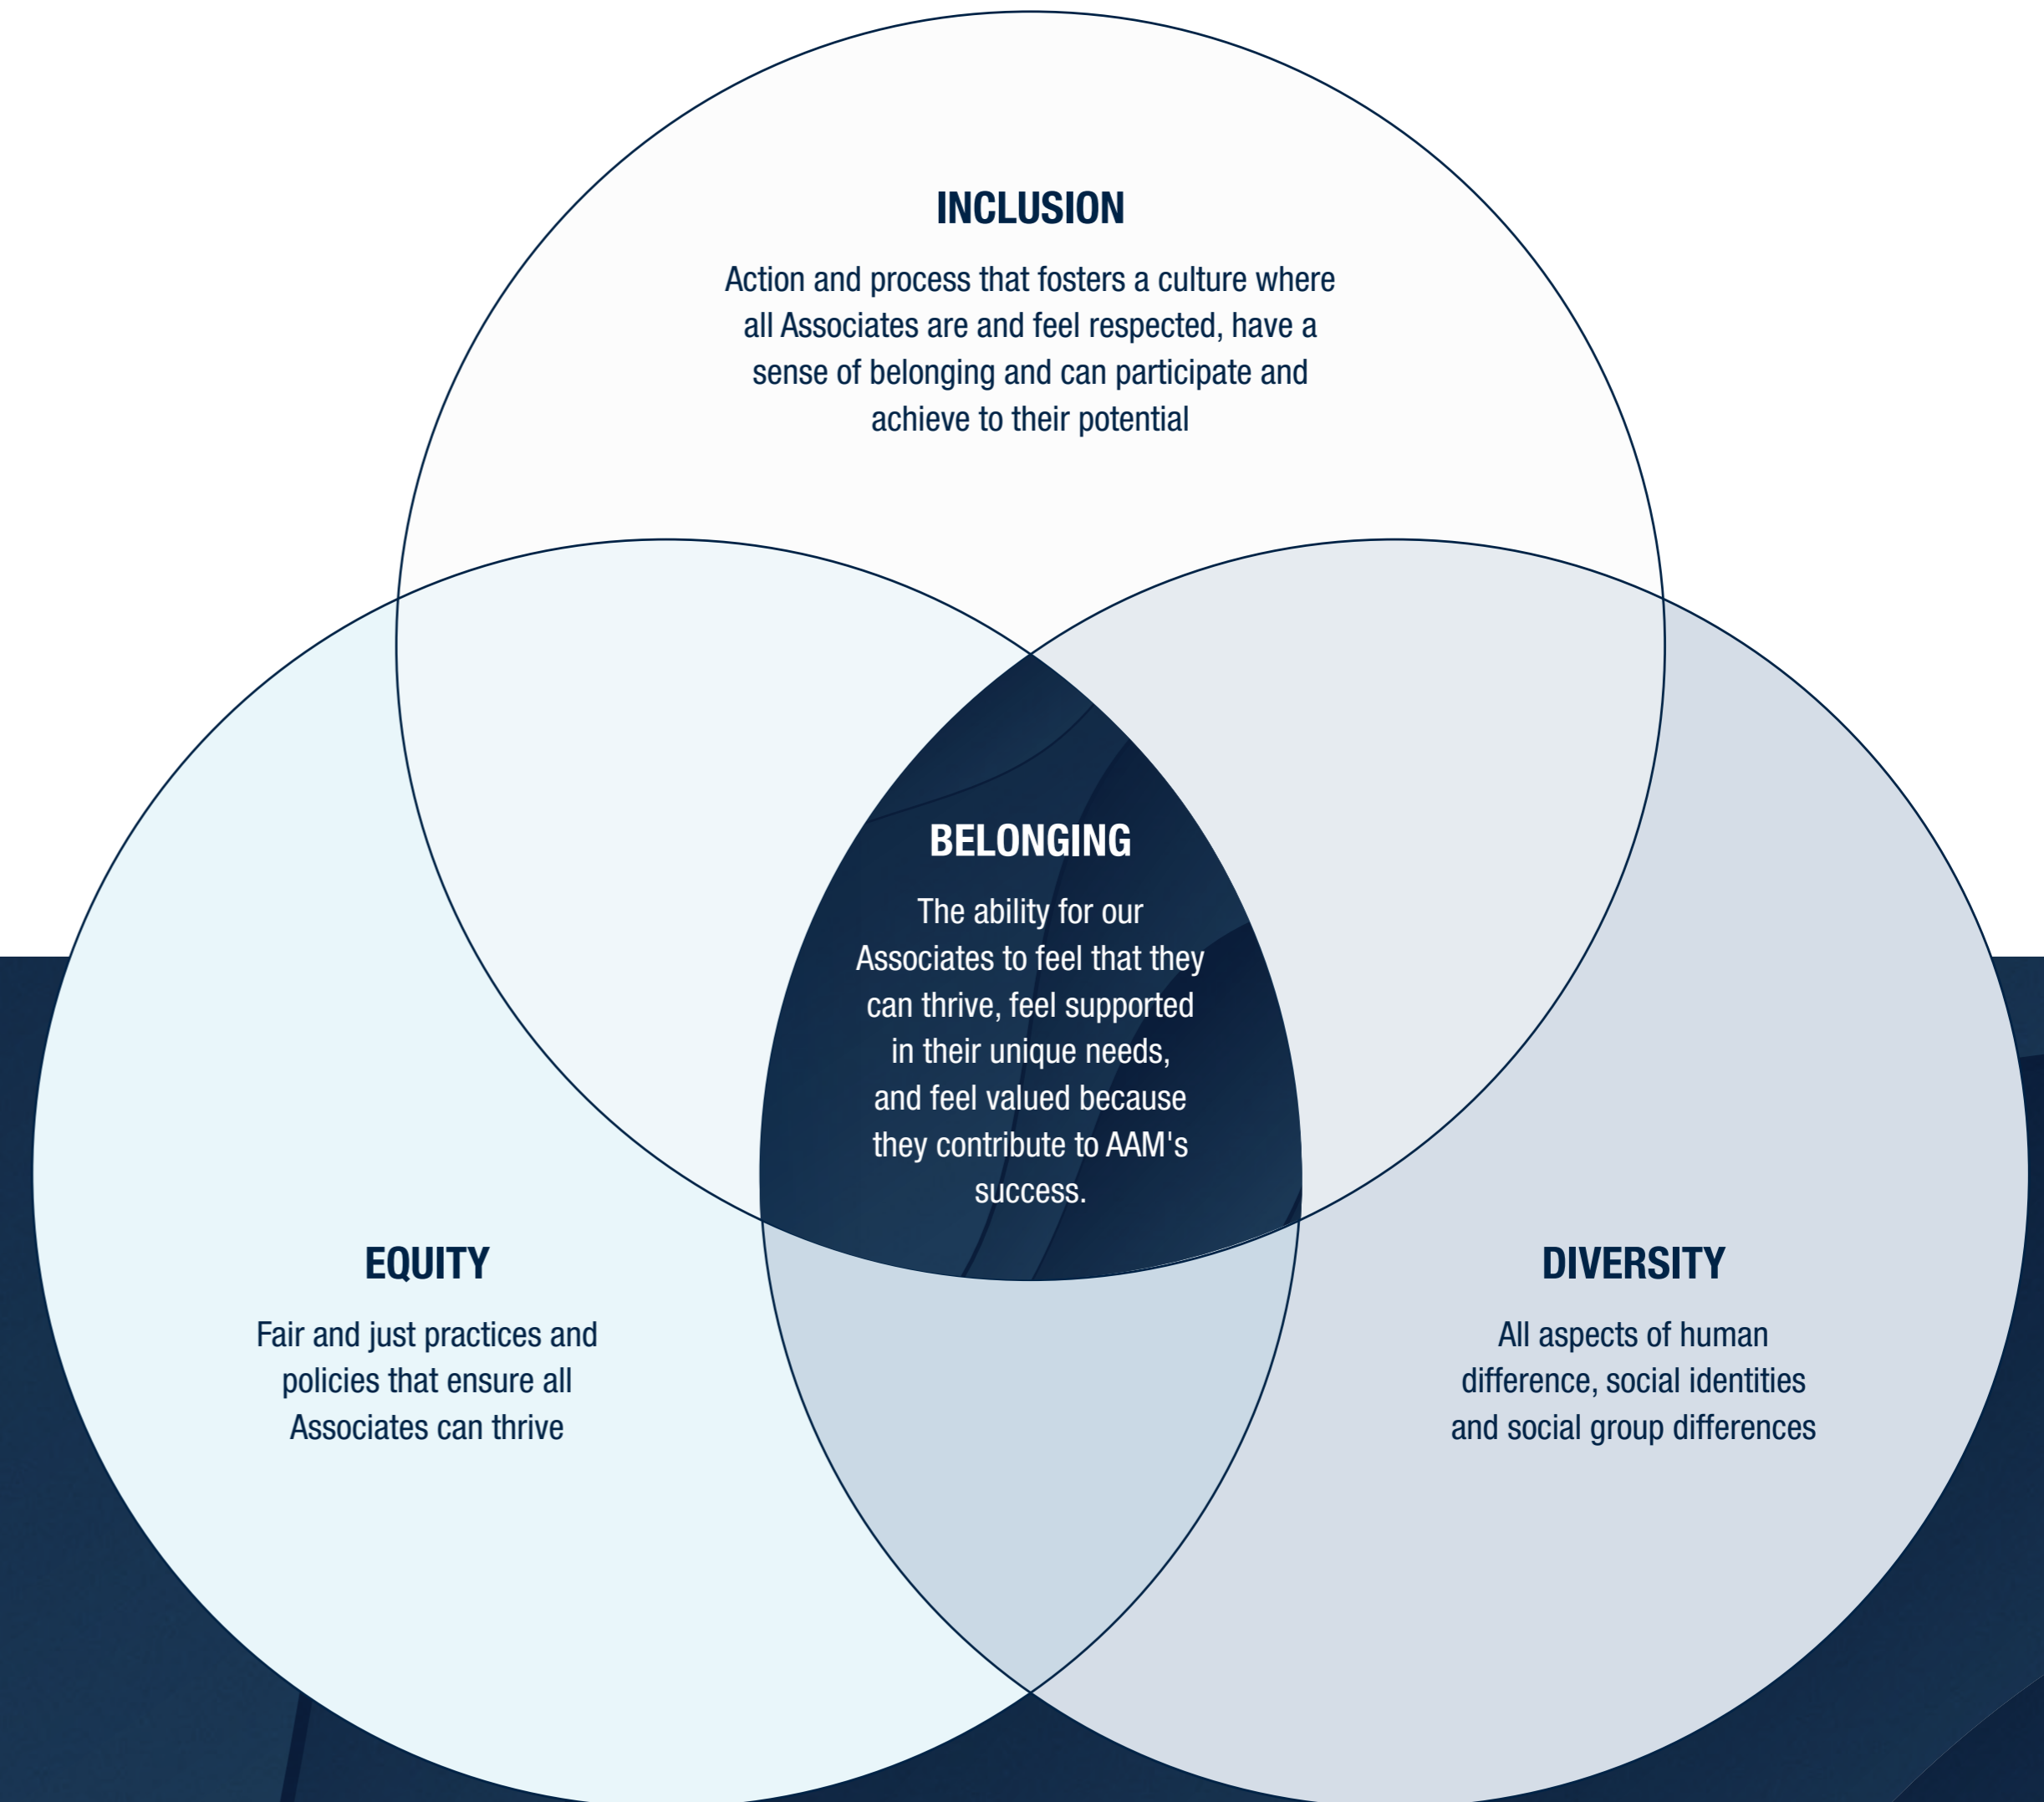 INCLUSION
Action and process that fosters a culture where
all Associates are and feel respected, have a
sense of belonging and can participate and
achieve to their potential
BELONGING
The ability for our
Associates to feel that they
can thrive, feel supported
in their unique needs,
and feel valued because
they contribute to AAM's
success.
EQUITY
Fair and just practices and
policies that ensure all
Associates can thrive
DIVERSITY
All aspects of human
difference, social identities
and social group differences